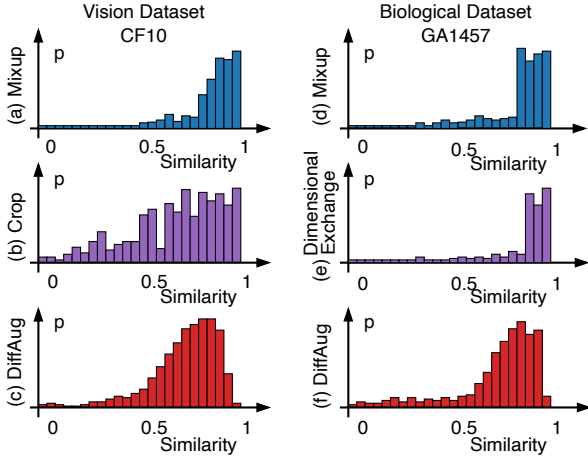 Vision Dataset
CF10
Biological Dataset
GA1457
(a) Mixup
p
0
0.5
1
Similarity
(d) Mixup
p
0
0.5
1
Similarity
(b) Crop
p
0
0.5
1
Similarity
(e) Dimensional
Exchange
p
0
0.5
1
Similarity
(c) DiffAug
p
0
0.5
1
Similarity
(f) DiffAug
p
0
0.5
1
Similarity